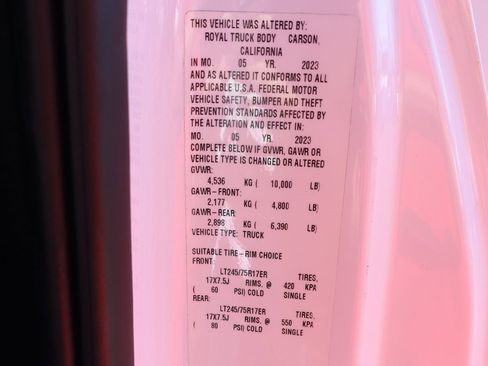 THIS VEHICLE WAS ALTERED BY:
ROYAL TRUCK BODY CARSON,
CALIFORNIA
IN MO. 05 YR. 2023
AND AS ALTERED IT CONFORMS TO ALL
APPLICABLE U.S.A. FEDERAL MOTOR
VEHICLE SAFETY, BUMPER AND THEFT
PREVENTION STANDARDS AFFECTED BY
THE ALTERATION AND EFFECT IN:
MO. 05 YR. 2023
COMPLETE BELOW IF GVWR, GAWR OR
VEHICLE TYPE IS CHANGED OR ALTERED
GVWR:
4,536 KG ( 10,000 LB)
GAWR-FRONT:
2,177 KG ( 4,800 LB)
GAWR-REAR
2,898 KG ( 6,390 LB)
VEHICLE TYPE: TRUCK
SUITABLE TIRE-RIM CHOICE
FRONT:
LT245/75R17ER TIRES,
17X7.5J RIMS, @ 420 KPA
( 60 PSI) COLD SINGLE
REAR:
LT245/75R17ER TIRES,
17X7.5J RIMS, @ 550 KPA
( 80 PSI) COLD SINGLE